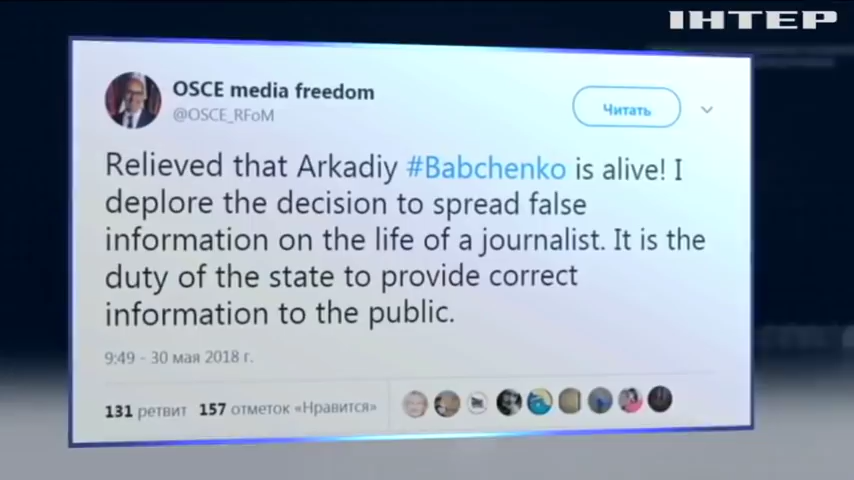 ІНТЕР
OSCE media freedom
@OSCE_RFoM
Читать
Relieved that Arkadiy #Babchenko is alive! I
deplore the decision to spread false
information on the life of a journalist. It is the
duty of the state to provide correct
information to the public.
9:49 - 30 мая 2018 г.
131 ретвит 157 отметок «Нравится»